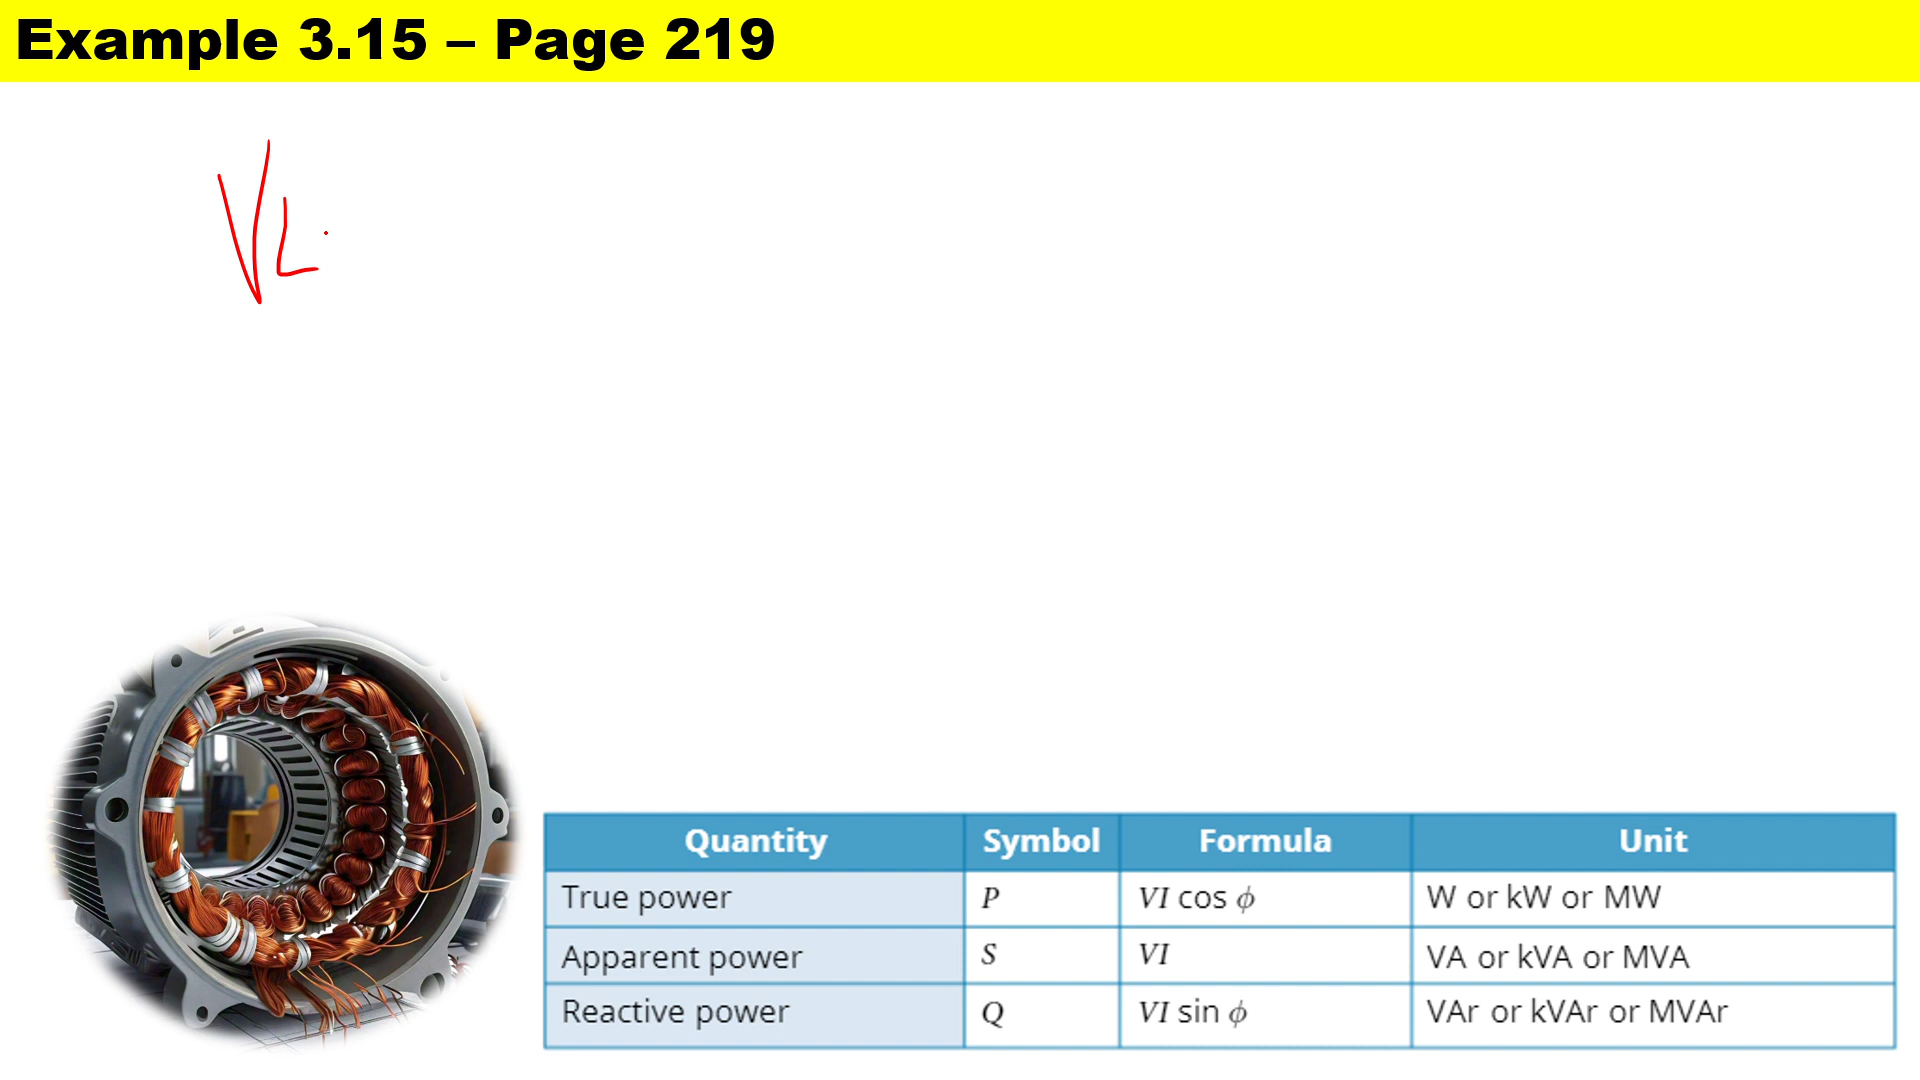 Example 3.15 – Page 219
VL
Quantity Symbol Formula Unit
True power P VI cos ϕ W or kW or MW
Apparent power S VI VA or kVA or MVA
Reactive power Q VI sin ϕ VAr or kVAr or MVAr